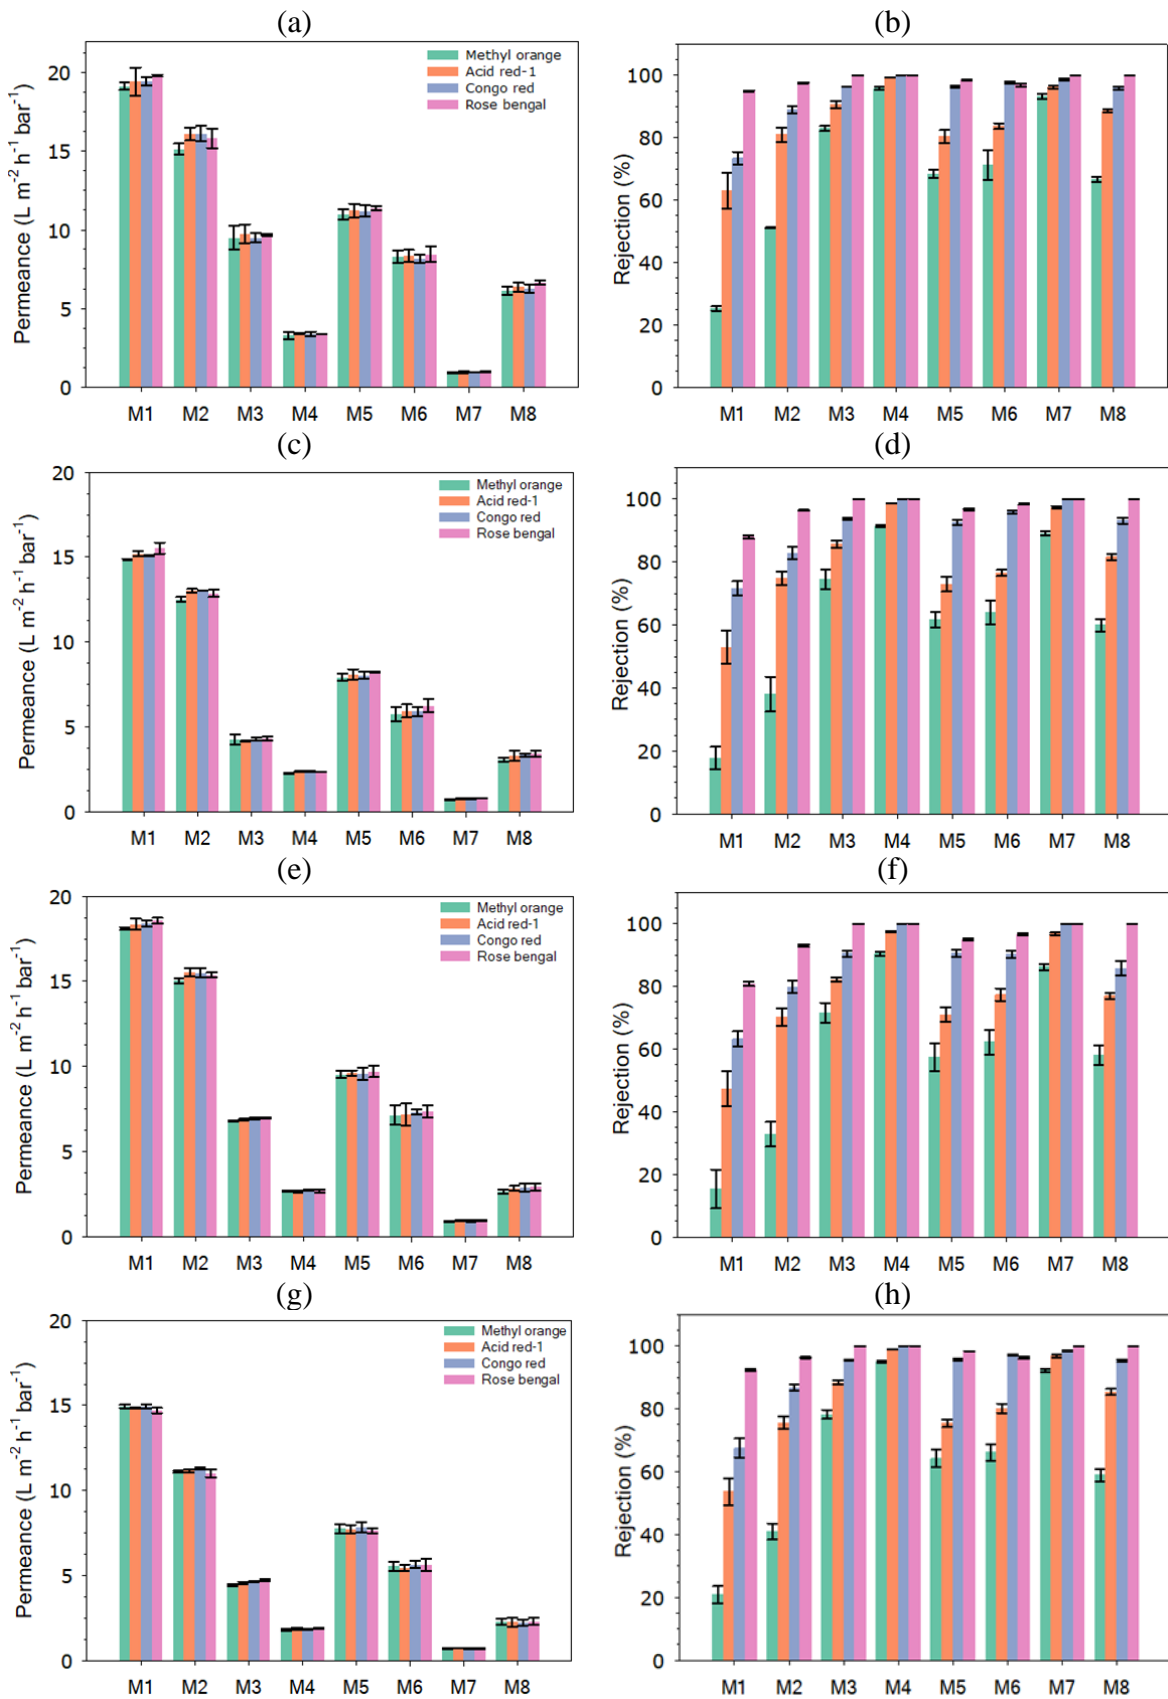 (a)
Permeance (L m⁻² h⁻¹ bar⁻¹)
20
15
10
5
0
Methyl orange
Acid red-1
Congo red
Rose bengal
M1 M2 M3 M4 M5 M6 M7 M8
(b)
Rejection (%)
100
80
60
40
20
0
M1 M2 M3 M4 M5 M6 M7 M8
(c)
Permeance (L m⁻² h⁻¹ bar⁻¹)
20
15
10
5
0
Methyl orange
Acid red-1
Congo red
Rose bengal
M1 M2 M3 M4 M5 M6 M7 M8
(d)
Rejection (%)
100
80
60
40
20
0
M1 M2 M3 M4 M5 M6 M7 M8
(e)
Permeance (L m⁻² h⁻¹ bar⁻¹)
20
15
10
5
0
Methyl orange
Acid red-1
Congo red
Rose bengal
M1 M2 M3 M4 M5 M6 M7 M8
(f)
Rejection (%)
100
80
60
40
20
0
M1 M2 M3 M4 M5 M6 M7 M8
(g)
Permeance (L m⁻² h⁻¹ bar⁻¹)
20
15
10
5
0
Methyl orange
Acid red-1
Congo red
Rose bengal
M1 M2 M3 M4 M5 M6 M7 M8
(h)
Rejection (%)
100
80
60
40
20
0
M1 M2 M3 M4 M5 M6 M7 M8